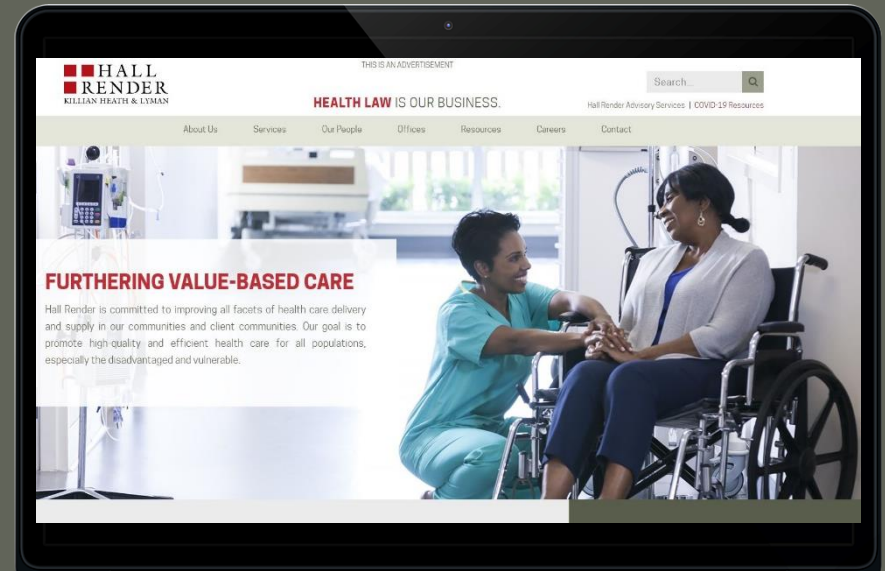 HALL
RENDER
KILLIAN HEATH & LYMAN
THIS IS AN ADVERTISEMENT
HEALTH LAW IS OUR BUSINESS.
Search...
Hall Render Advisory Services | COVID-19 Resources
About Us Services Our People Offices Resources Careers Contact
FURTHERING VALUE-BASED CARE
Hall Render is committed to improving all facets of health care delivery
and supply in our communities and client communities. Our goal is to
promote high-quality and efficient health care for all populations,
especially the disadvantaged and vulnerable.